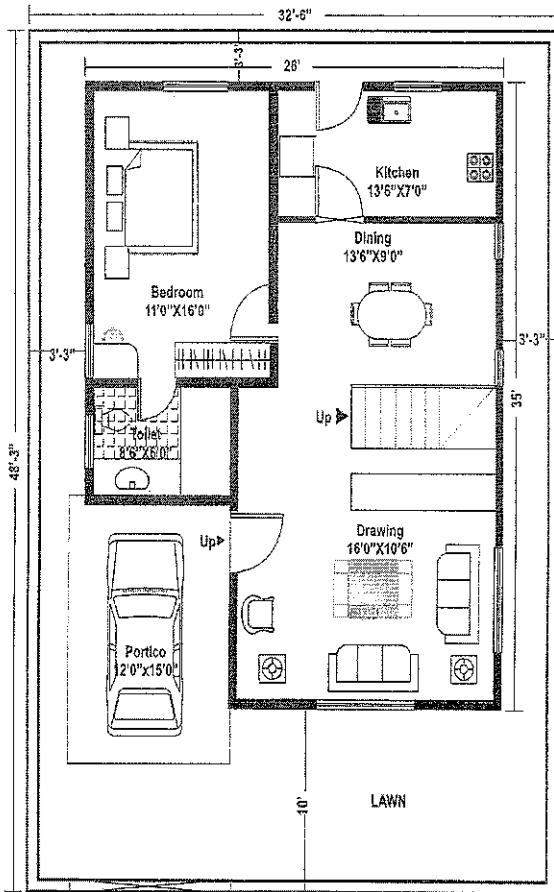 32'-6"
3'-3"
26'
Kitchen
13'6"X7'0"
Dining
13'6"X9'0"
Bedroom
11'0"X16'0"
3'-3"
3'-3"
35'
48'-3"
Up
Toilet
8'6"X6'0"
Up
Drawing
16'0"X10'6"
Portico
12'0"X15'0"
10'
LAWN